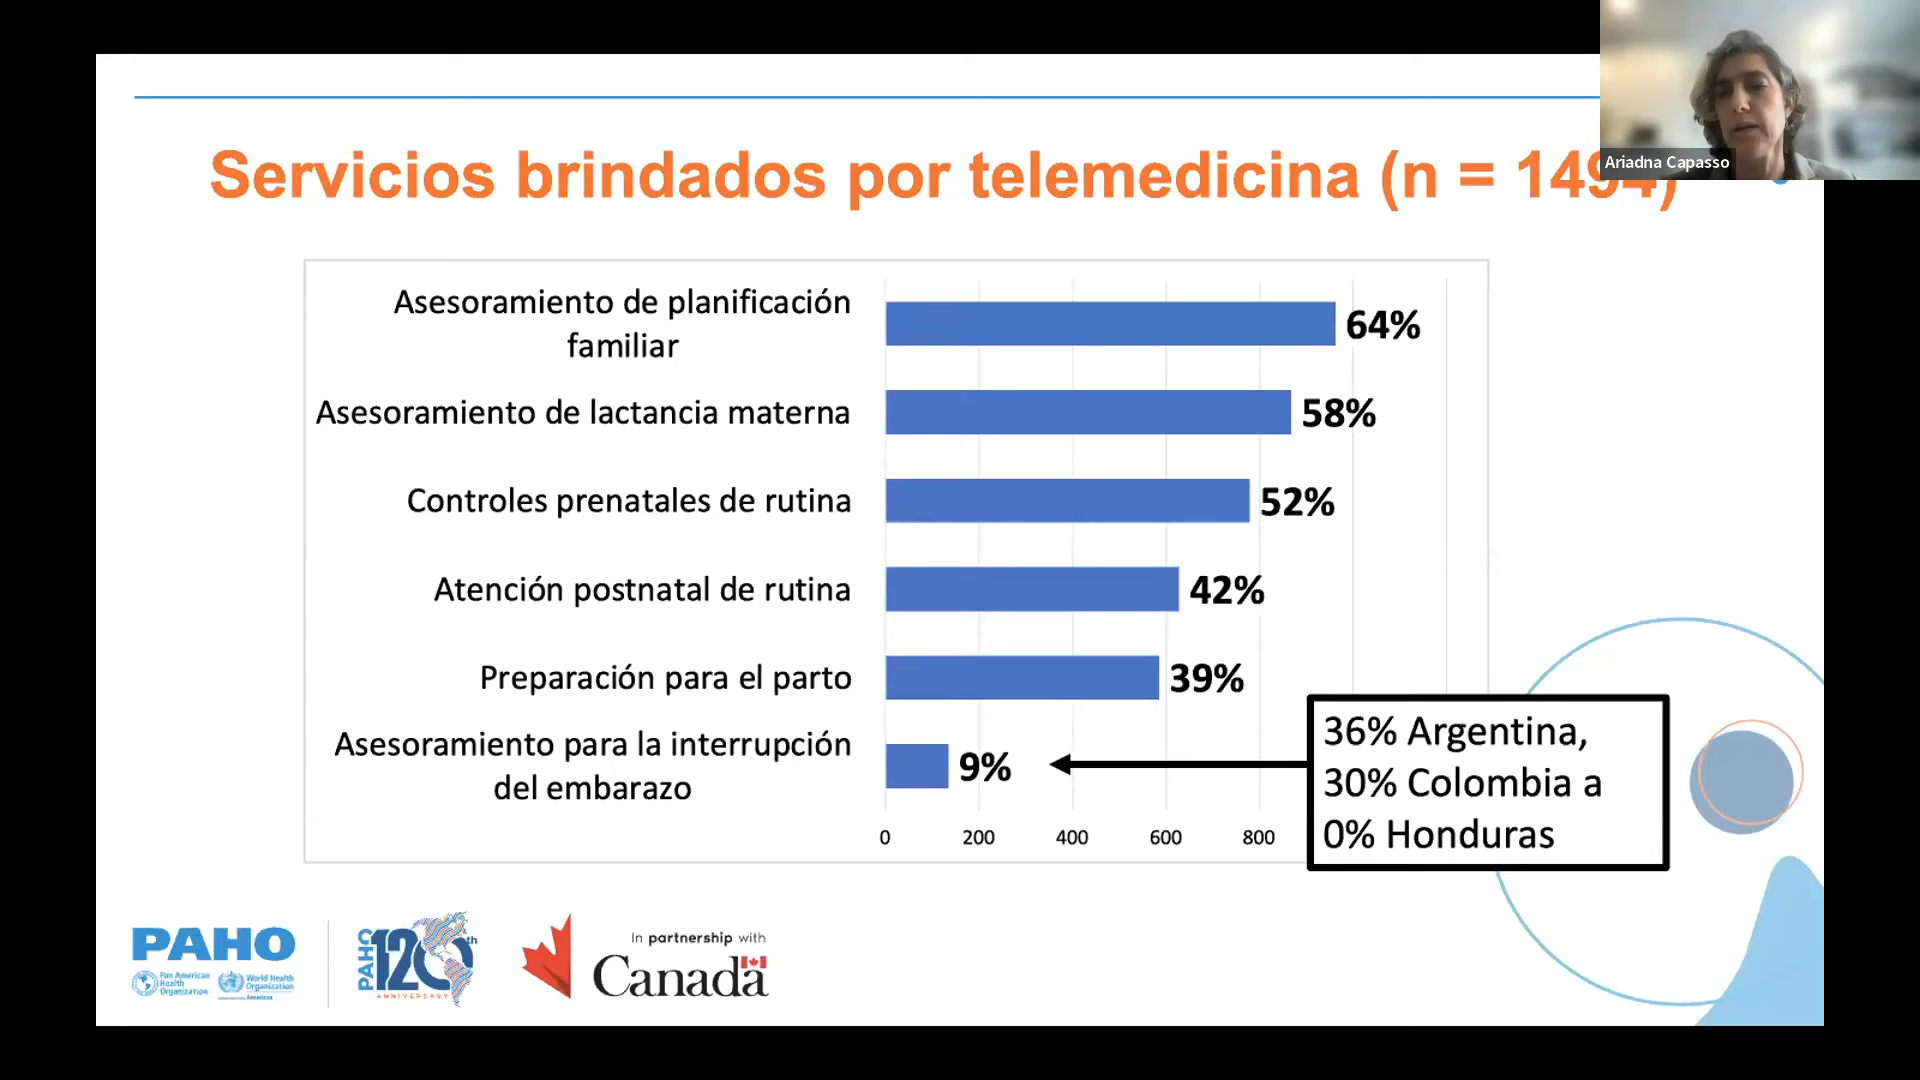 Ariadna Capasso
Servicios brindados por telemedicina (n = 1494)
Asesoramiento de planificación
familiar
64%
Asesoramiento de lactancia materna
58%
Controles prenatales de rutina
52%
Atención postnatal de rutina
42%
Preparación para el parto
39%
Asesoramiento para la interrupción
del embarazo
9%
36% Argentina,
30% Colombia a
0% Honduras
0 200 400 600 800
PAHO
Pan American
Health
Organization
World Health
Organization
Americas
PAHO
120th
ANNIVERSARY
In partnership with
Canada